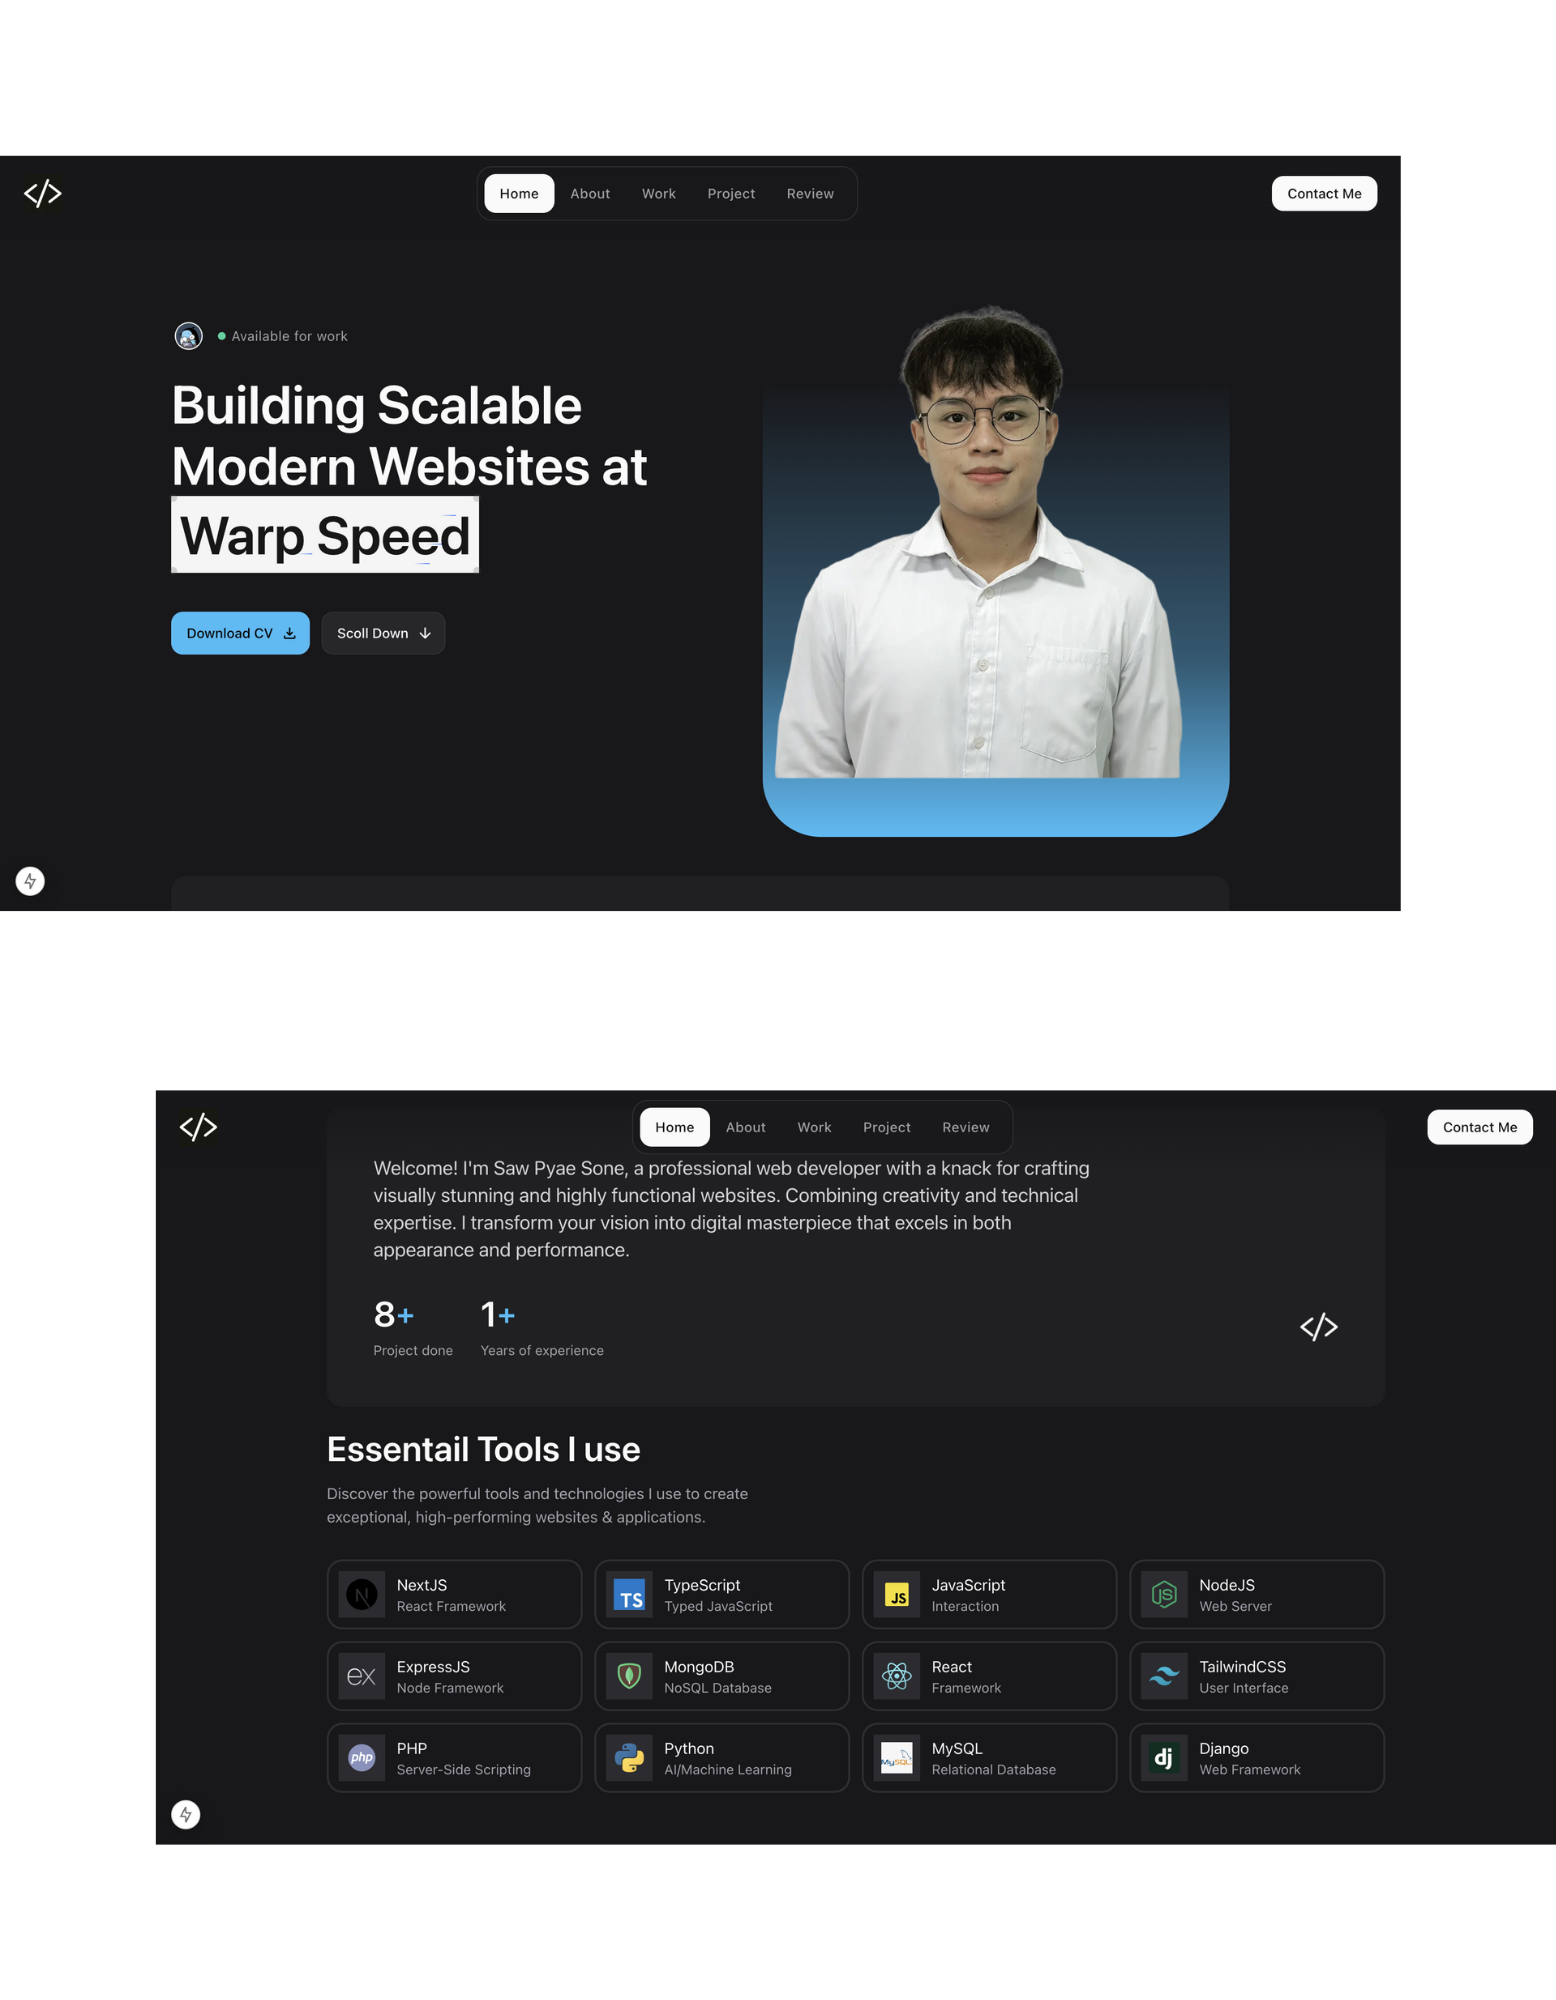 </>
Home About Work Project Review
Contact Me
Available for work
Building Scalable
Modern Websites at
Warp Speed
Download CV
Scoll Down
</>
Home About Work Project Review
Contact Me
Welcome! I'm Saw Pyae Sone, a professional web developer with a knack for crafting
visually stunning and highly functional websites. Combining creativity and technical
expertise. I transform your vision into digital masterpiece that excels in both
appearance and performance.
8+
Project done
1+
Years of experience
</>
Essentail Tools I use
Discover the powerful tools and technologies I use to create
exceptional, high-performing websites & applications.
N
NextJS
React Framework
TS
TypeScript
Typed JavaScript
JS
JavaScript
Interaction
JS
NodeJS
Web Server
ex
ExpressJS
Node Framework
MongoDB
NoSQL Database
React
Framework
TailwindCSS
User Interface
php
PHP
Server-Side Scripting
Python
AI/Machine Learning
MySQL
MySQL
Relational Database
dj
Django
Web Framework